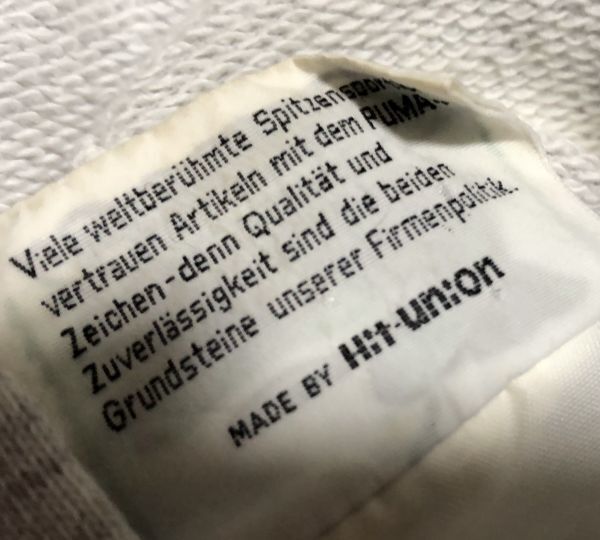 Viele weltberühmte Spitzenspor
vertrauen Artikeln mit dem PUMA-
Zeichen-denn Qualität und
Zuverlässigkeit sind die beiden
Grundsteine unserer Firmenpolitik.
MADE BY Hit-union